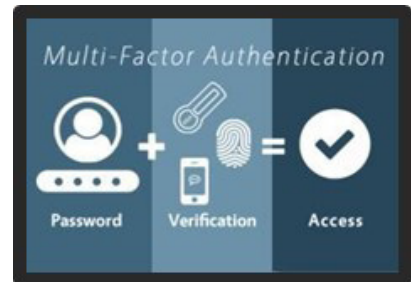 Multi-Factor Authentication
+
=
Password
Verification
Access